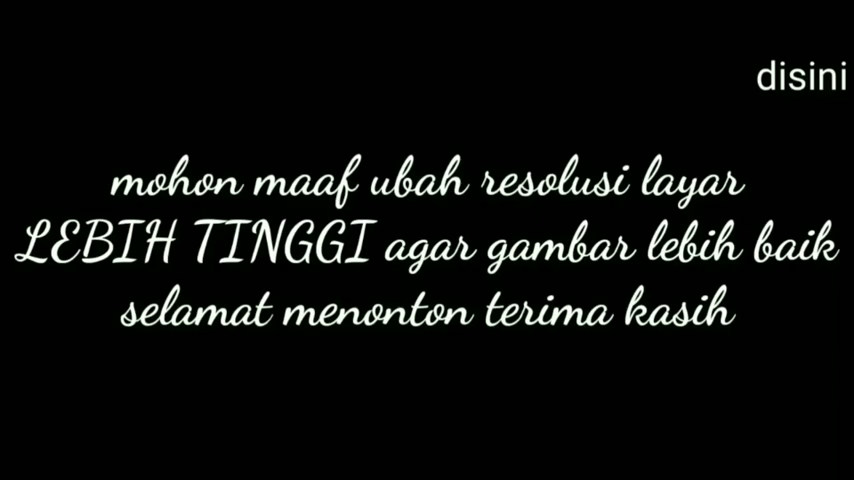 disini
mohon maaf ubah resolusi layar
LEBIH TINGGI agar gambar lebih baik
selamat menonton terima kasih